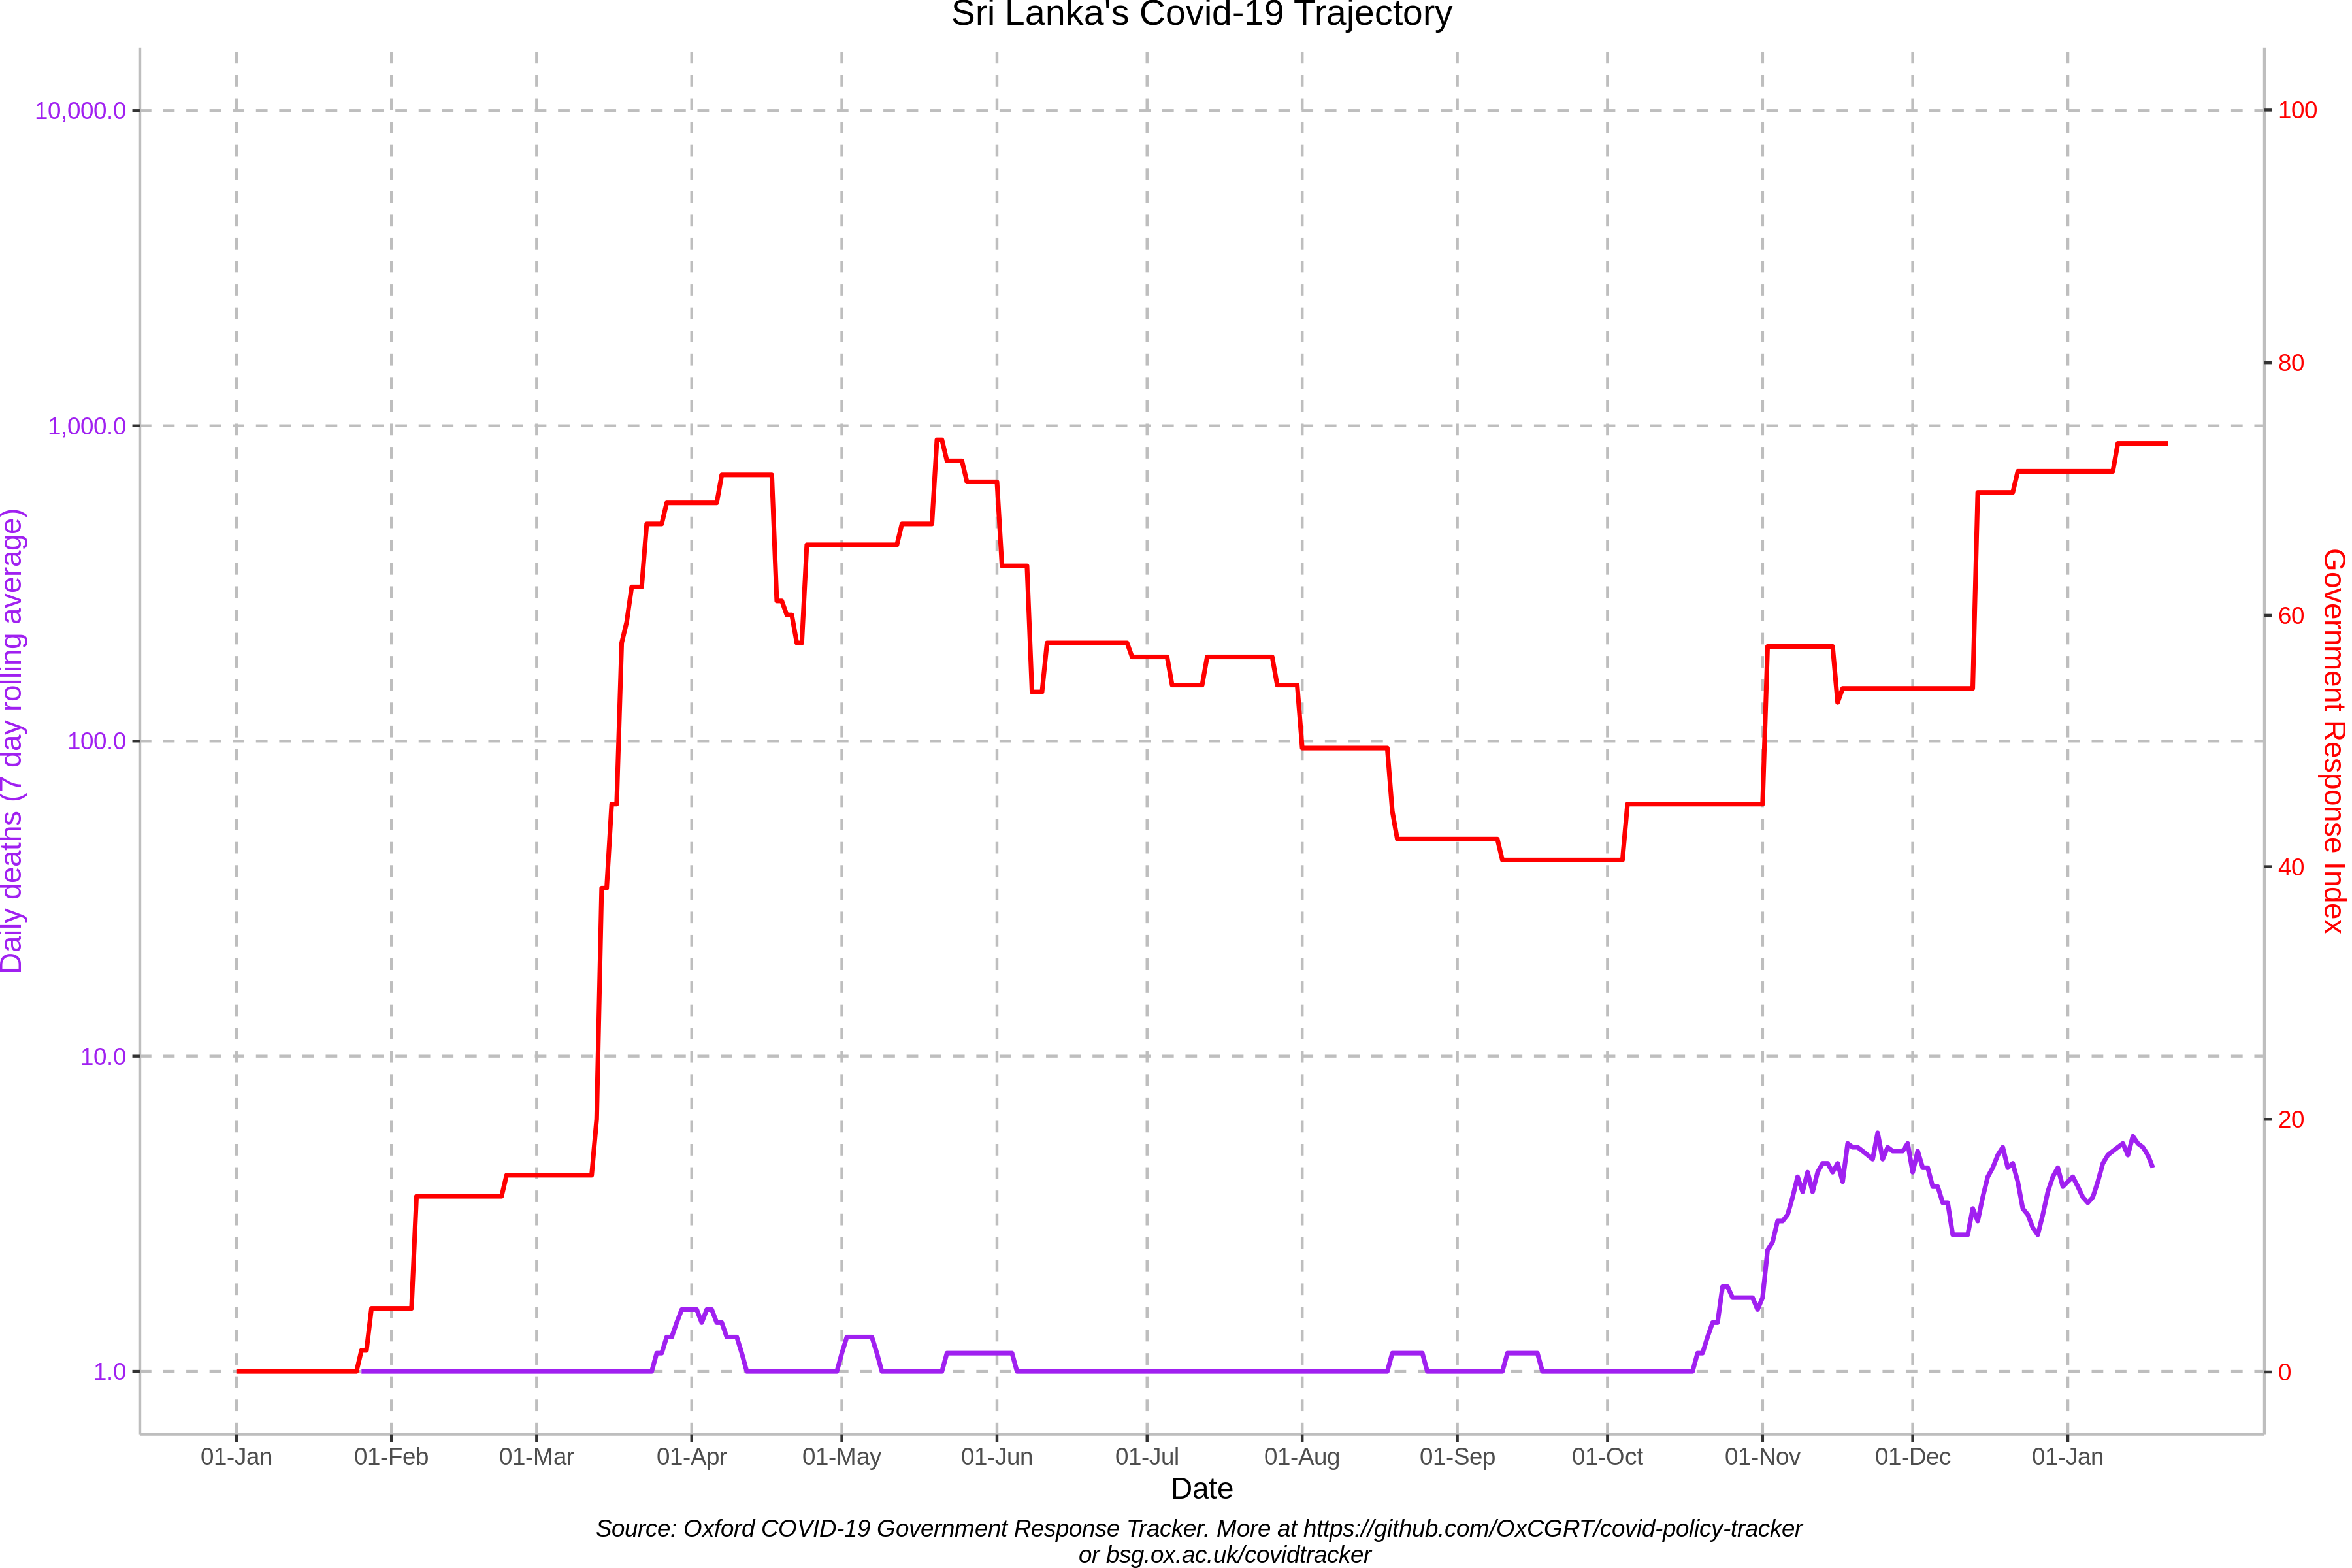 Sri Lanka's Covid-19 Trajectory
10,000.0
1,000.0
100.0
10.0
1.0
Daily deaths (7 day rolling average)
100
80
60
40
20
0
Government Response Index
01-Jan 01-Feb 01-Mar 01-Apr 01-May 01-Jun 01-Jul 01-Aug 01-Sep 01-Oct 01-Nov 01-Dec 01-Jan
Date
Source: Oxford COVID-19 Government Response Tracker. More at https://github.com/OxCGRT/covid-policy-tracker
or bsg.ox.ac.uk/covidtracker